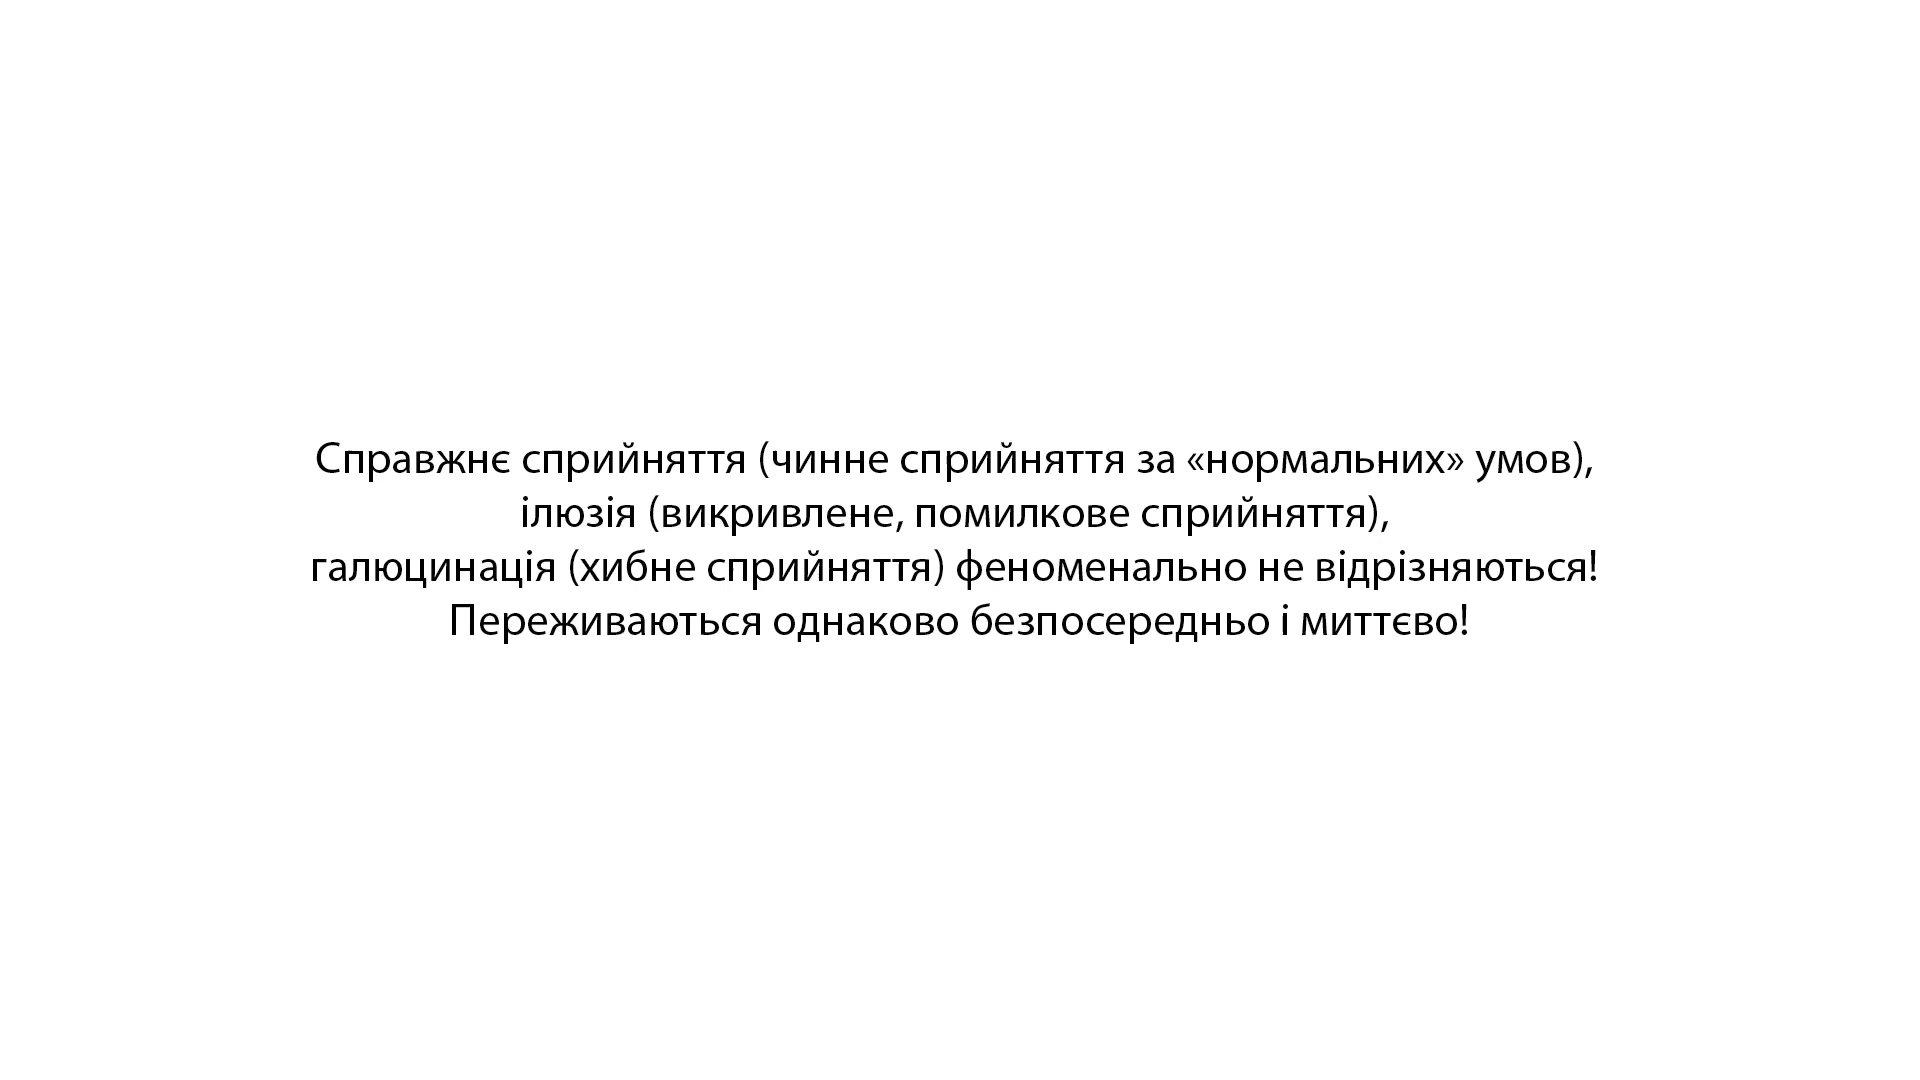 Справжнє сприйняття (чинне сприйняття за «нормальних» умов),
ілюзія (викривлене, помилкове сприйняття),
галюцинація (хибне сприйняття) феноменально не відрізняються!
Переживаються однаково безпосередньо і миттєво!